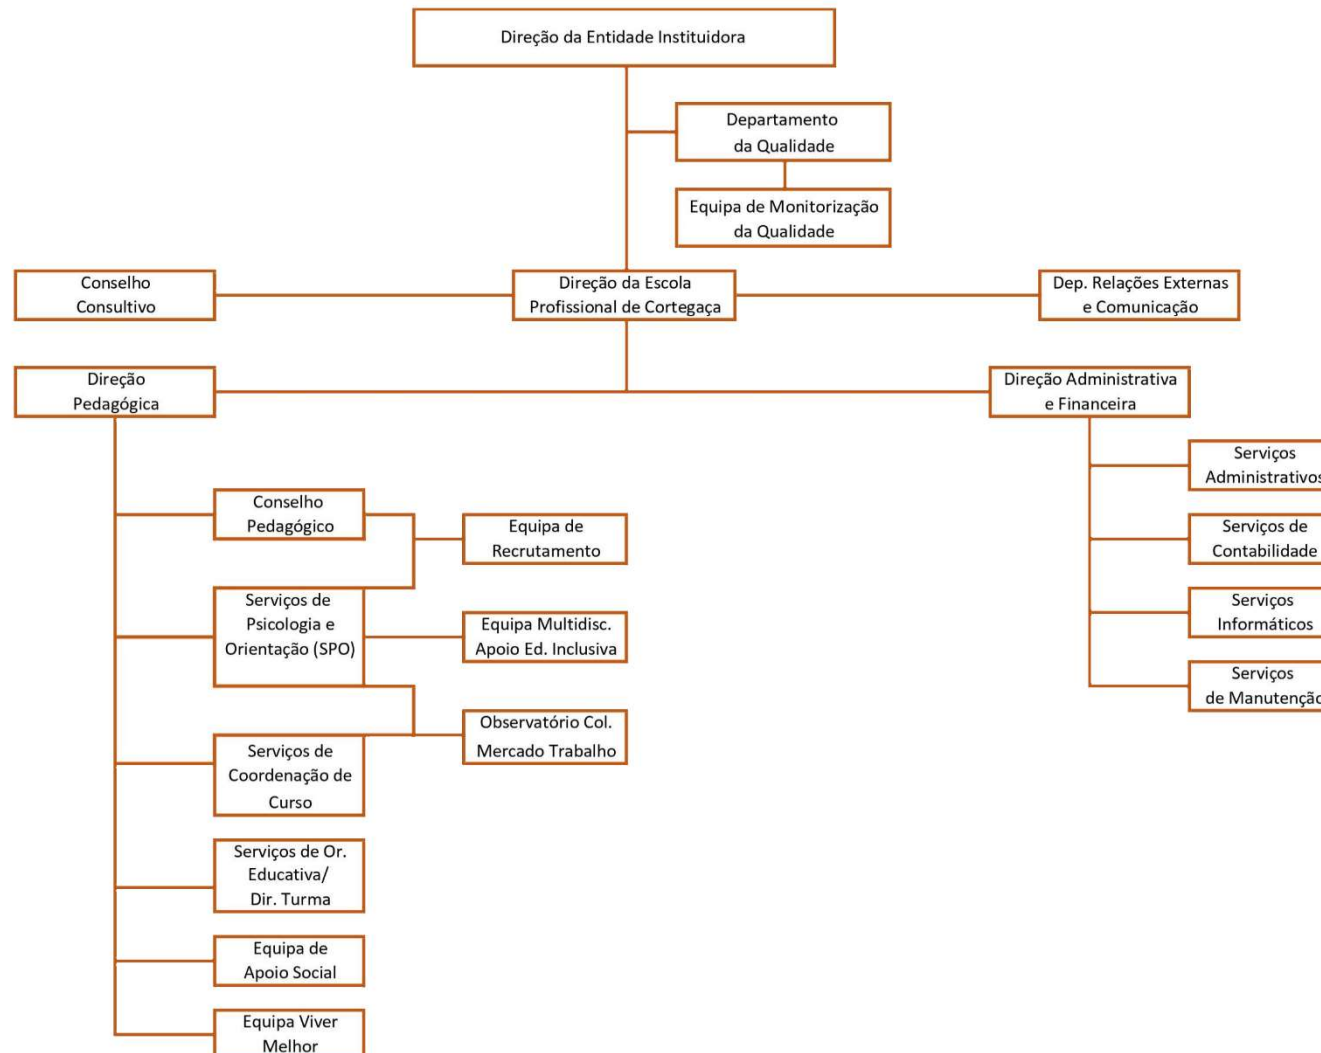 Direção da Entidade Instituidora
Departamento
da Qualidade
Equipa de Monitorização
da Qualidade
Conselho
Consultivo
Direção da Escola
Profissional de Cortegaça
Dep. Relações Externas
e Comunicação
Direção
Pedagógica
Direção Administrativa
e Financeira
Serviços
Administrativos
Conselho
Pedagógico
Equipa de
Recrutamento
Serviços de
Contabilidade
Serviços de
Psicologia e
Orientação (SPO)
Equipa Multidisc.
Apoio Ed. Inclusiva
Serviços
Informáticos
Serviços
de Manutenção
Observatório Col.
Mercado Trabalho
Serviços de
Coordenação de
Curso
Serviços de Or.
Educativa/
Dir. Turma
Equipa de
Apoio Social
Equipa Viver
Melhor